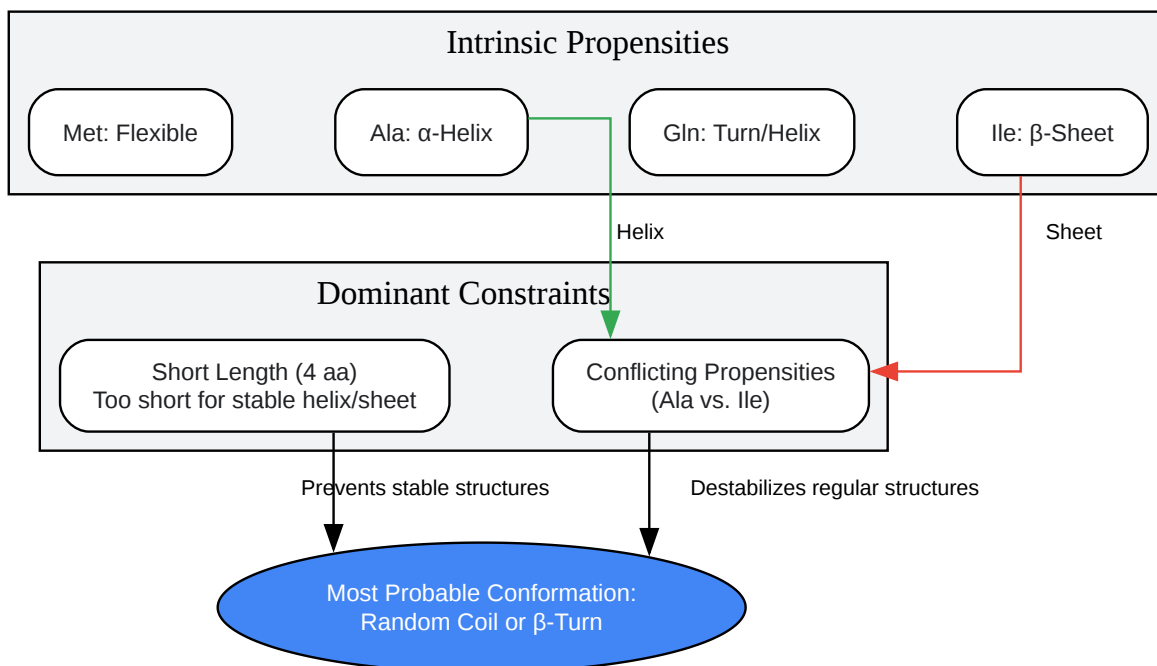 Intrinsic Propensities
Met: Flexible
Ala: α-Helix
Gln: Turn/Helix
Ile: β-Sheet
Helix
Sheet
Dominant Constraints
Short Length (4 aa)
Too short for stable helix/sheet
Conflicting Propensities
(Ala vs. Ile)
Prevents stable structures
Destabilizes regular structures
Most Probable Conformation:
Random Coil or β-Turn